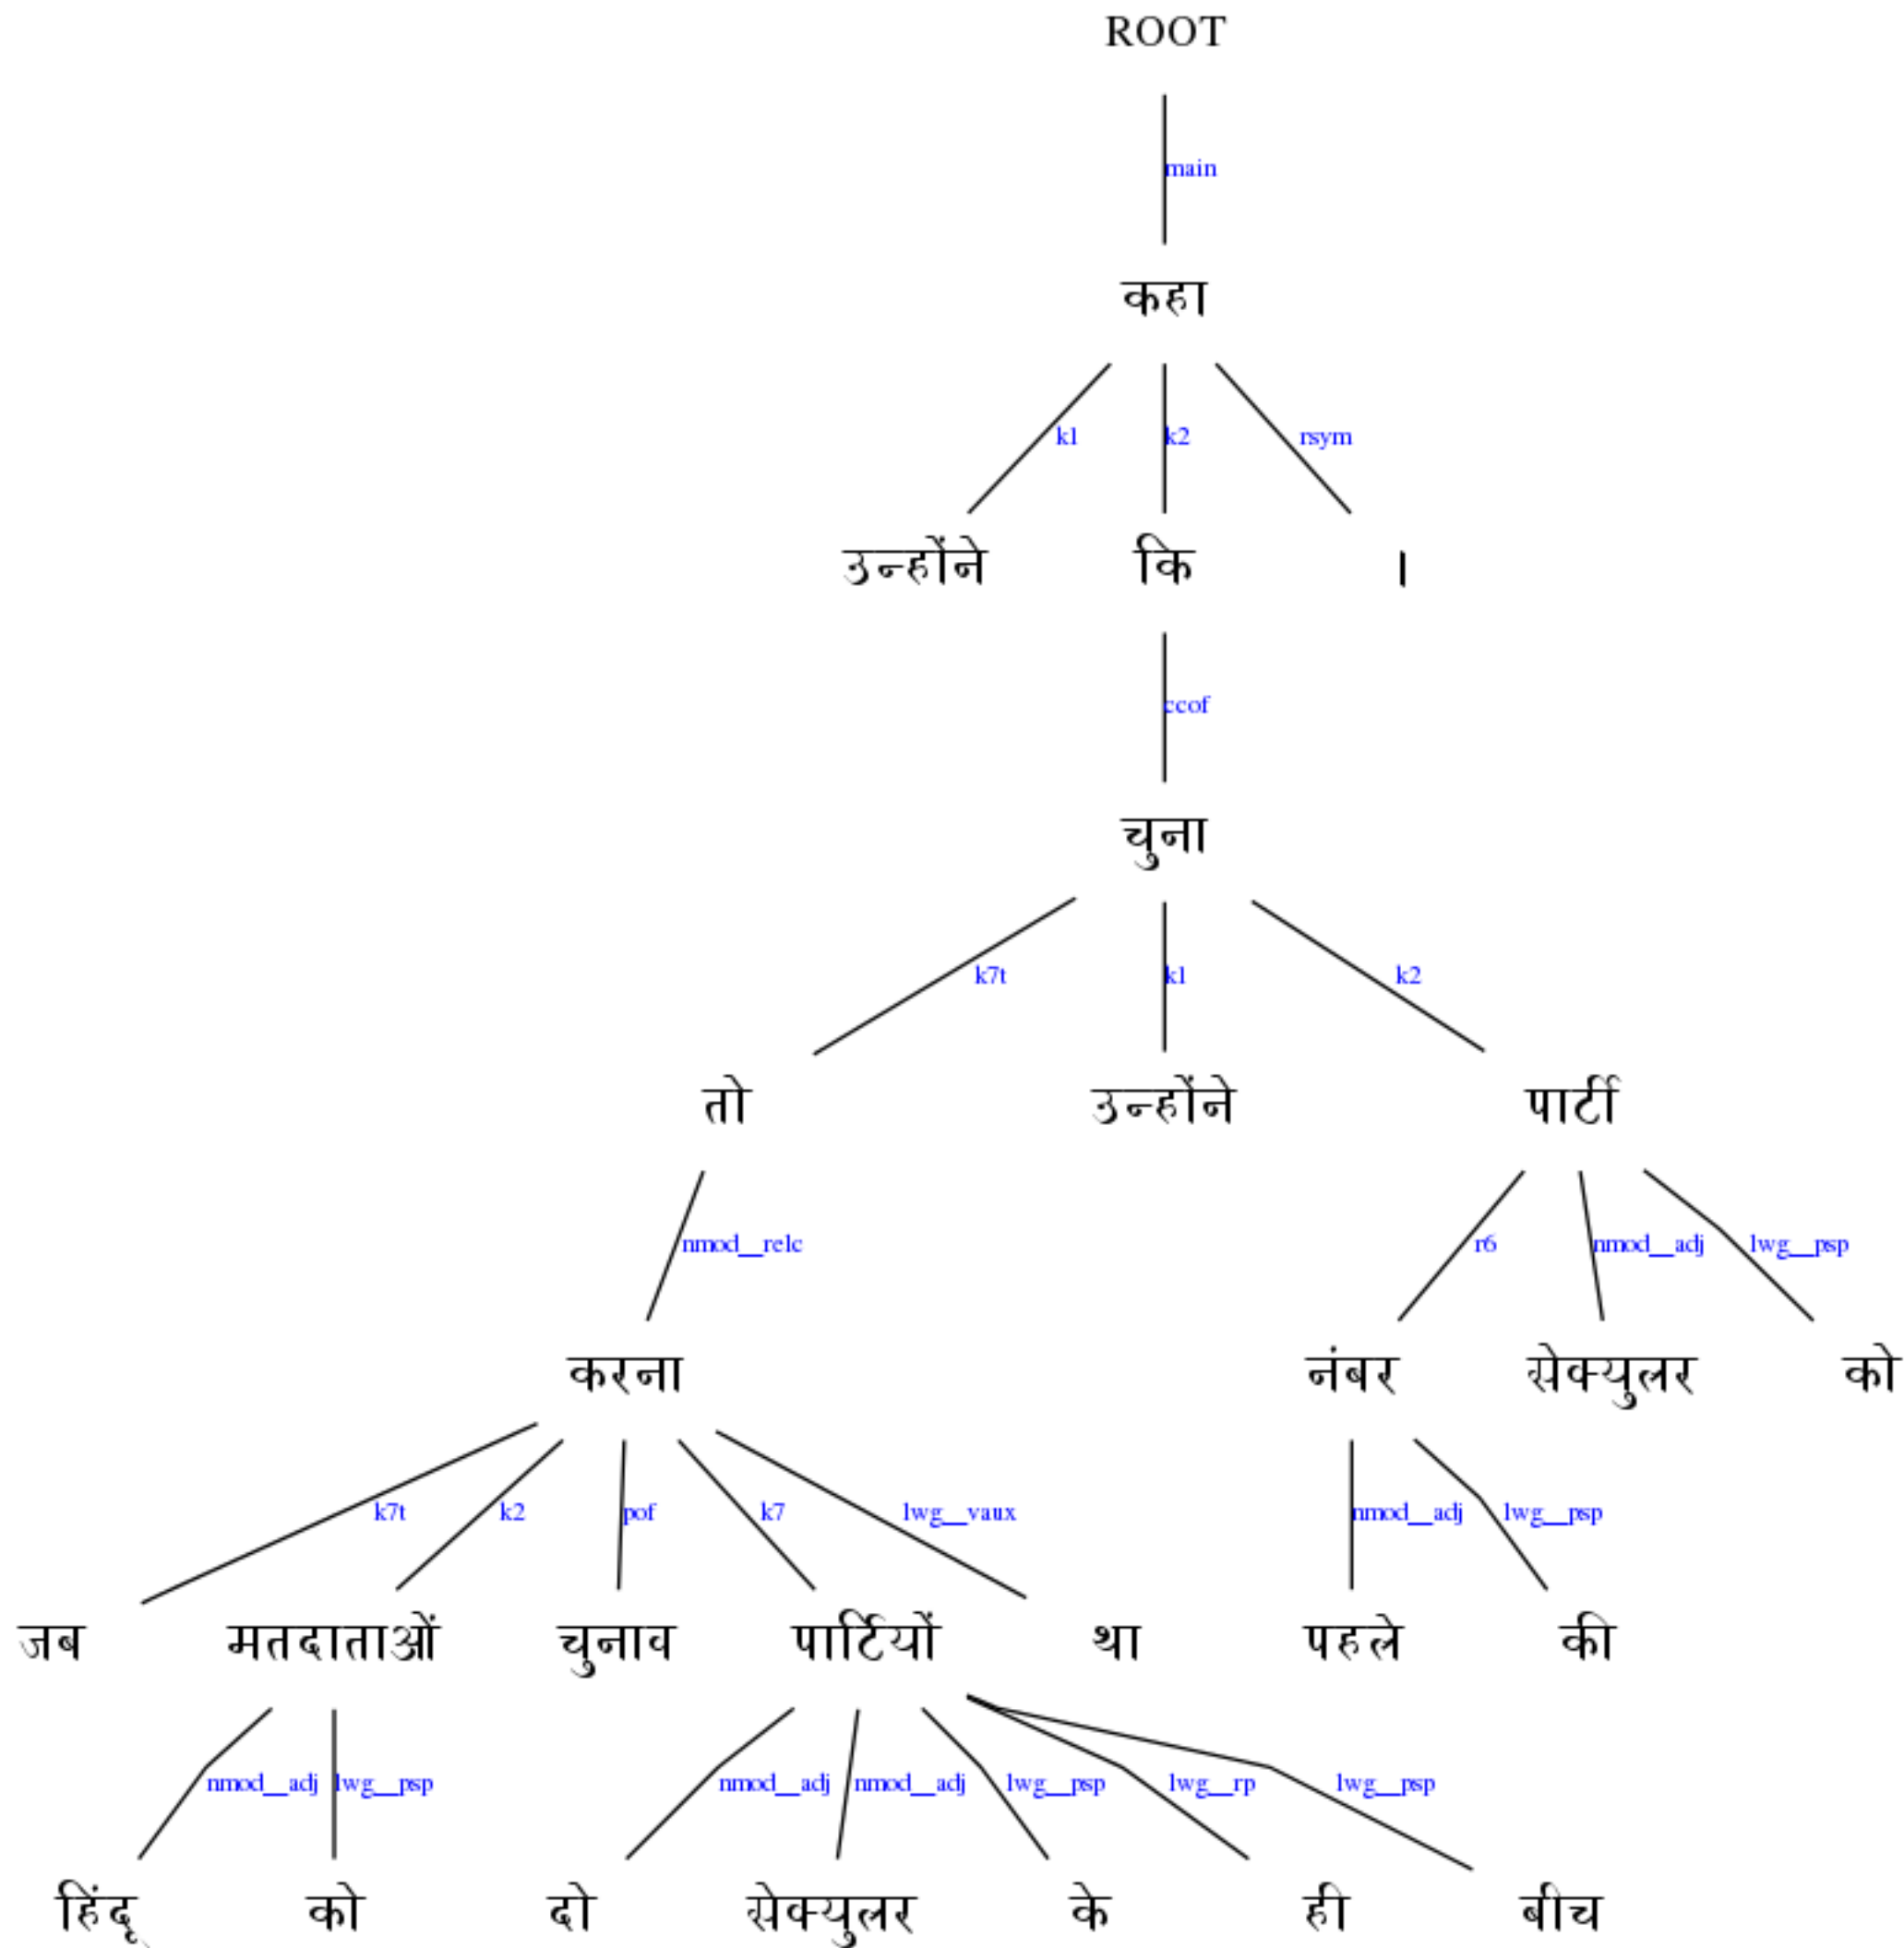 ROOT
main
कहा
k1 k2 rsym
उन्होंने कि ।
ccof
चुना
k7t k1 k2
तो उन्होंने पार्टी
nmod__relc r6 nmod__adj lwg__psp
करना नंबर सेक्युलर को
k7t k2 pof k7 lwg__vaux nmod__adj lwg__psp
जब मतदाताओं चुनाव पार्टियों था पहले की
nmod__adj lwg__psp nmod__adj nmod__adj lwg__psp lwg__rp lwg__psp
हिंदू को दो सेक्युलर के ही बीच